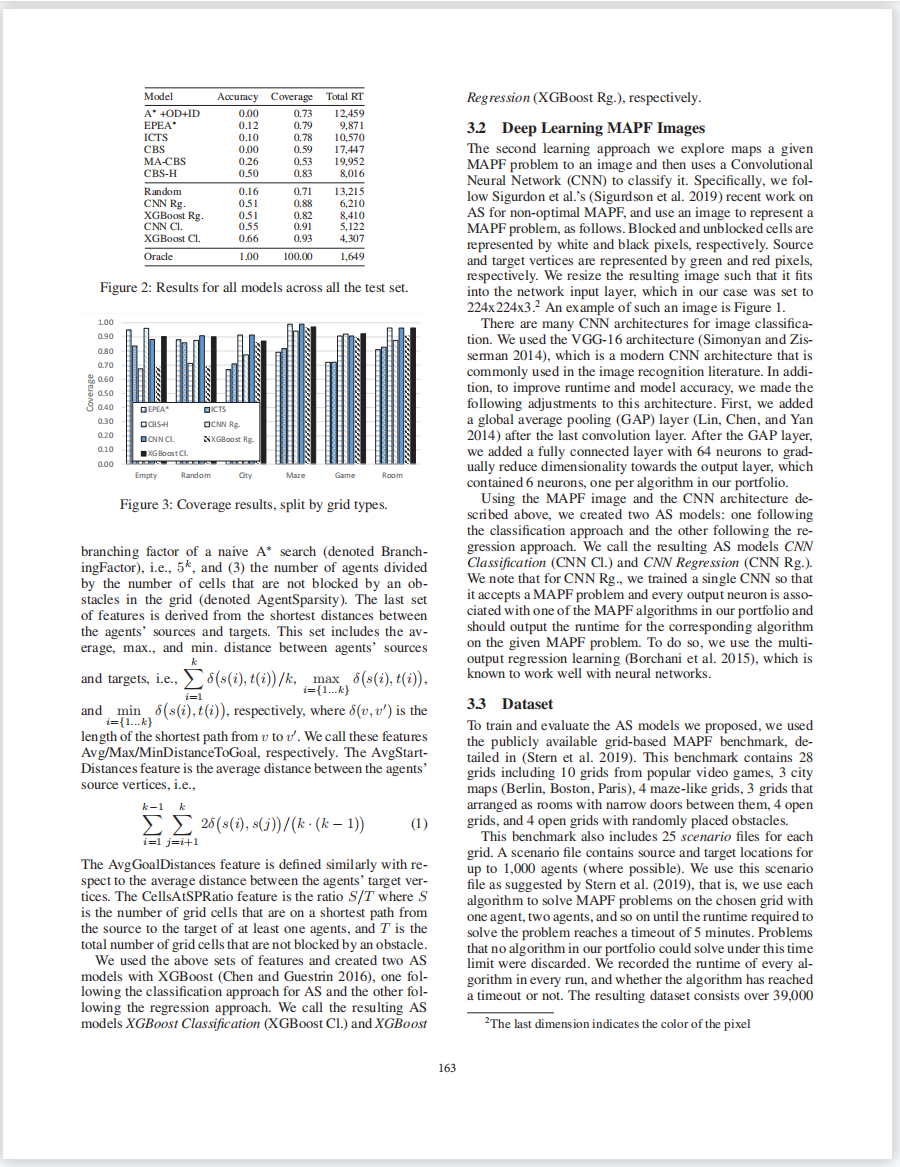 Model Accuracy Coverage Total RT
A* +OD+ID 0.00 0.73 12,459
EPEA* 0.12 0.79 9,871
ICTS 0.10 0.78 10,570
CBS 0.00 0.59 17,447
MA-CBS 0.26 0.53 19,952
CBS-H 0.50 0.83 8,016
Random 0.16 0.71 13,215
CNN Rg. 0.51 0.88 6,210
XGBoost Rg. 0.51 0.82 8,410
CNN Cl. 0.55 0.91 5,122
XGBoost Cl. 0.66 0.93 4,307
Oracle 1.00 100.00 1,649
Figure 2: Results for all models across all the test set.
1.00
0.90
0.80
0.70
0.60
0.50
0.40
0.30
0.20
0.10
0.00
Coverage
EPEA* ICTS
CBS-H CNN Rg.
CNN Cl. XGBoost Rg.
XGBoost Cl.
Empty Random City Maze Game Room
Figure 3: Coverage results, split by grid types.
branching factor of a naive A* search (denoted Branch-
ingFactor), i.e., 5^k, and (3) the number of agents divided
by the number of cells that are not blocked by an ob-
stacles in the grid (denoted AgentSparsity). The last set
of features is derived from the shortest distances between
the agents' sources and targets. This set includes the av-
erage, max., and min. distance between agents' sources
and targets, i.e., ∑_{i=1}^{k} δ(s(i), t(i))/k, max_{i={1...k}} δ(s(i), t(i)),
and min_{i={1...k}} δ(s(i), t(i)), respectively, where δ(v, v′) is the
length of the shortest path from v to v′. We call these features
Avg/Max/MinDistanceToGoal, respectively. The AvgStart-
Distances feature is the average distance between the agents'
source vertices, i.e.,
∑_{i=1}^{k−1} ∑_{j=i+1}^{k} 2δ(s(i), s(j))/(k · (k − 1)) (1)
The AvgGoalDistances feature is defined similarly with re-
spect to the average distance between the agents' target ver-
tices. The CellsAtSPRatio feature is the ratio S/T where S
is the number of grid cells that are on a shortest path from
the source to the target of at least one agents, and T is the
total number of grid cells that are not blocked by an obstacle.
We used the above sets of features and created two AS
models with XGBoost (Chen and Guestrin 2016), one fol-
lowing the classification approach for AS and the other fol-
lowing the regression approach. We call the resulting AS
models XGBoost Classification (XGBoost Cl.) and XGBoost
Regression (XGBoost Rg.), respectively.
3.2 Deep Learning MAPF Images
The second learning approach we explore maps a given
MAPF problem to an image and then uses a Convolutional
Neural Network (CNN) to classify it. Specifically, we fol-
low Sigurdon et al.'s (Sigurdson et al. 2019) recent work on
AS for non-optimal MAPF, and use an image to represent a
MAPF problem, as follows. Blocked and unblocked cells are
represented by white and black pixels, respectively. Source
and target vertices are represented by green and red pixels,
respectively. We resize the resulting image such that it fits
into the network input layer, which in our case was set to
224x224x3.² An example of such an image is Figure 1.
There are many CNN architectures for image classifica-
tion. We used the VGG-16 architecture (Simonyan and Zis-
serman 2014), which is a modern CNN architecture that is
commonly used in the image recognition literature. In addi-
tion, to improve runtime and model accuracy, we made the
following adjustments to this architecture. First, we added
a global average pooling (GAP) layer (Lin, Chen, and Yan
2014) after the last convolution layer. After the GAP layer,
we added a fully connected layer with 64 neurons to grad-
ually reduce dimensionality towards the output layer, which
contained 6 neurons, one per algorithm in our portfolio.
Using the MAPF image and the CNN architecture de-
scribed above, we created two AS models: one following
the classification approach and the other following the re-
gression approach. We call the resulting AS models CNN
Classification (CNN Cl.) and CNN Regression (CNN Rg.).
We note that for CNN Rg., we trained a single CNN so that
it accepts a MAPF problem and every output neuron is asso-
ciated with one of the MAPF algorithms in our portfolio and
should output the runtime for the corresponding algorithm
on the given MAPF problem. To do so, we use the multi-
output regression learning (Borchani et al. 2015), which is
known to work well with neural networks.
3.3 Dataset
To train and evaluate the AS models we proposed, we used
the publicly available grid-based MAPF benchmark, de-
tailed in (Stern et al. 2019). This benchmark contains 28
grids including 10 grids from popular video games, 3 city
maps (Berlin, Boston, Paris), 4 maze-like grids, 3 grids that
arranged as rooms with narrow doors between them, 4 open
grids, and 4 open grids with randomly placed obstacles.
This benchmark also includes 25 scenario files for each
grid. A scenario file contains source and target locations for
up to 1,000 agents (where possible). We use this scenario
file as suggested by Stern et al. (2019), that is, we use each
algorithm to solve MAPF problems on the chosen grid with
one agent, two agents, and so on until the runtime required to
solve the problem reaches a timeout of 5 minutes. Problems
that no algorithm in our portfolio could solve under this time
limit were discarded. We recorded the runtime of every al-
gorithm in every run, and whether the algorithm has reached
a timeout or not. The resulting dataset consists over 39,000
²The last dimension indicates the color of the pixel
163